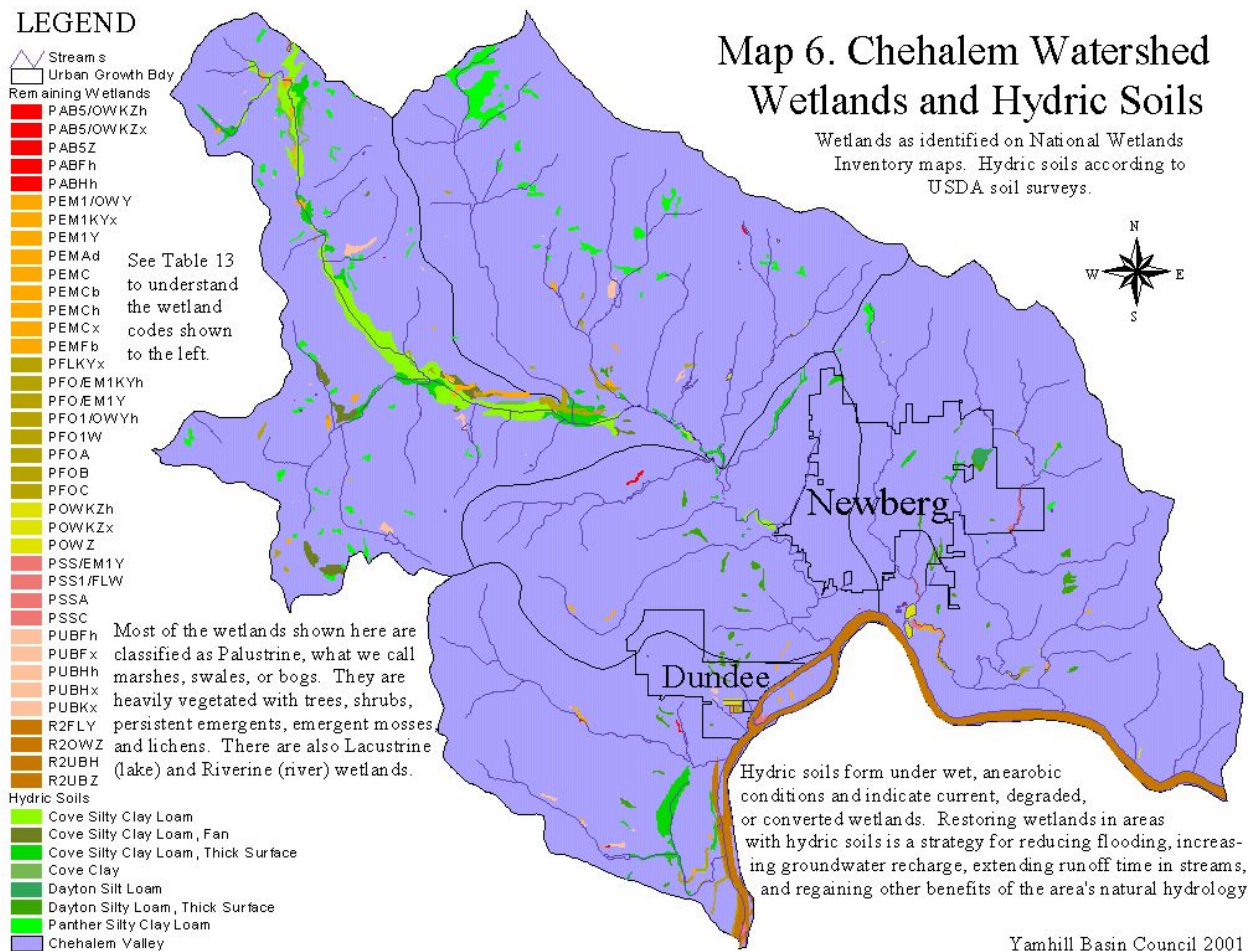 LEGEND
Streams
Urban Growth Bdy
Remaining Wetlands
PAB5/OWKZh
PAB5/OWKZx
PAB5Z
PABFh
PABHh
PEM1/OWY
PEM1KYx
PEM1Y
PEMAd
PEMC
PEMCb
PEMCh
PEMCx
PEMFb
PFLKYx
PFO/EM1KYh
PFO/EM1Y
PFO1/OWYh
PFO1W
PFOA
PFOB
PFOC
POWKZh
POWKZx
POWZ
PSS/EM1Y
PSS1/FLW
PSSA
PSSC
PUBFh
PUBFx
PUBHh
PUBHx
PUBKx
R2FLY
R2OWZ
R2UBH
R2UBZ
Hydric Soils
Cove Silty Clay Loam
Cove Silty Clay Loam, Fan
Cove Silty Clay Loam, Thick Surface
Cove Clay
Dayton Silt Loam
Dayton Silty Loam, Thick Surface
Panther Silty Clay Loam
Chehalem Valley
See Table 13
to understand
the wetland
codes shown
to the left.
Most of the wetlands shown here are
classified as Palustrine, what we call
marshes, swales, or bogs. They are
heavily vegetated with trees, shrubs,
persistent emergents, emergent mosses,
and lichens. There are also Lacustrine
(lake) and Riverine (river) wetlands.
Map 6. Chehalem Watershed
Wetlands and Hydric Soils
Wetlands as identified on National Wetlands
Inventory maps. Hydric soils according to
USDA soil surveys.
N
W E
S
Newberg
Dundee
Hydric soils form under wet, anearobic
conditions and indicate current, degraded,
or converted wetlands. Restoring wetlands in areas
with hydric soils is a strategy for reducing flooding, increas-
ing groundwater recharge, extending runoff time in streams,
and regaining other benefits of the area's natural hydrology
Yamhill Basin Council 2001